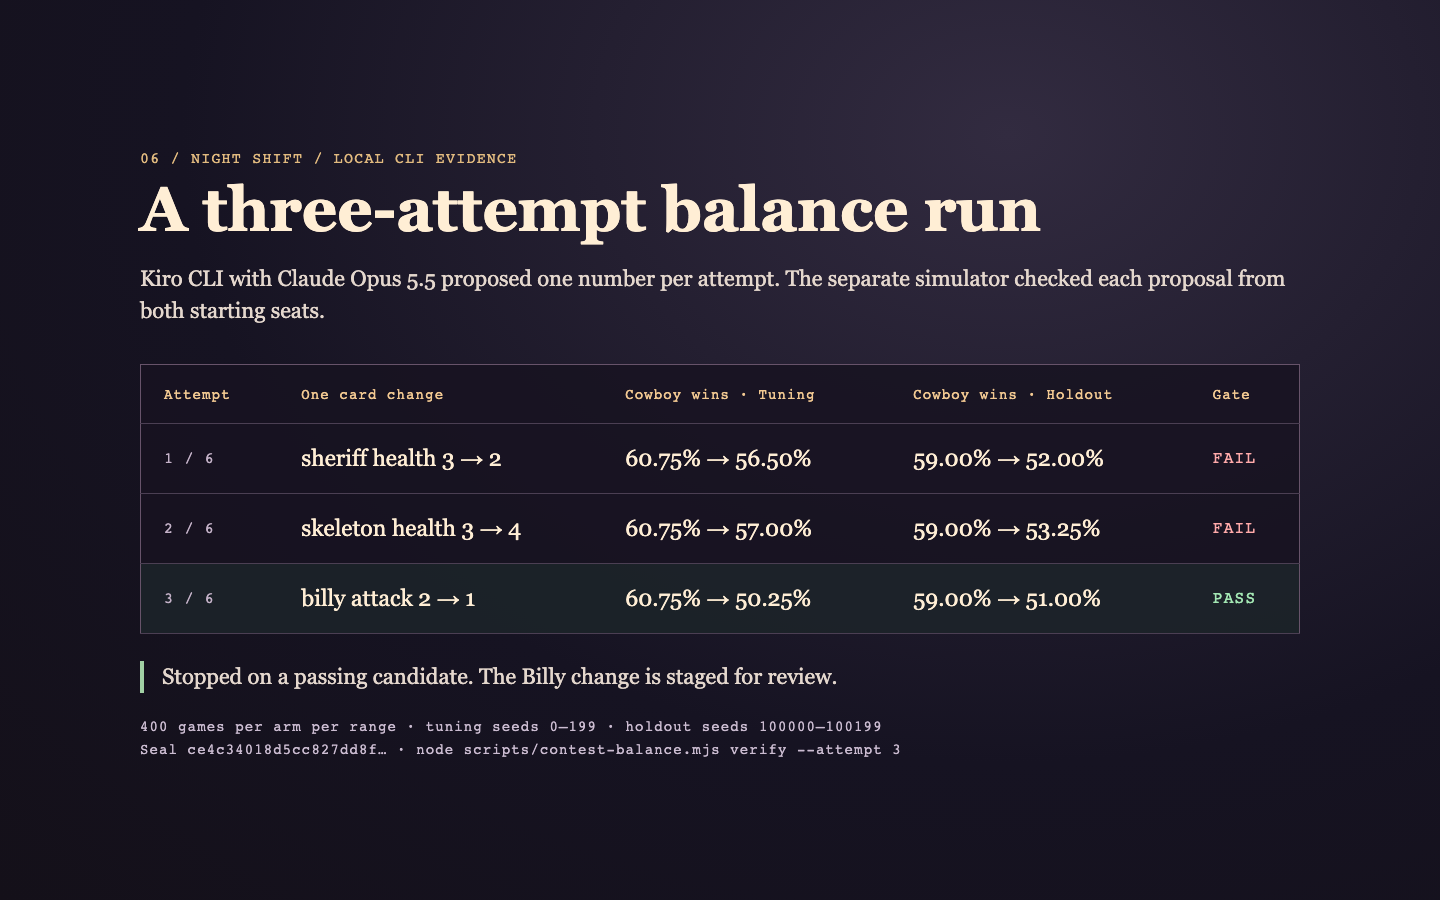 06 / NIGHT SHIFT / LOCAL CLI EVIDENCE
A three-attempt balance run
Kiro CLI with Claude Opus 5.5 proposed one number per attempt. The separate simulator checked each proposal from
both starting seats.
Attempt One card change Cowboy wins · Tuning Cowboy wins · Holdout Gate
1 / 6 sheriff health 3 → 2 60.75% → 56.50% 59.00% → 52.00% FAIL
2 / 6 skeleton health 3 → 4 60.75% → 57.00% 59.00% → 53.25% FAIL
3 / 6 billy attack 2 → 1 60.75% → 50.25% 59.00% → 51.00% PASS
Stopped on a passing candidate. The Billy change is staged for review.
400 games per arm per range · tuning seeds 0–199 · holdout seeds 100000–100199
Seal ce4c34018d5cc827dd8f… · node scripts/contest-balance.mjs verify --attempt 3